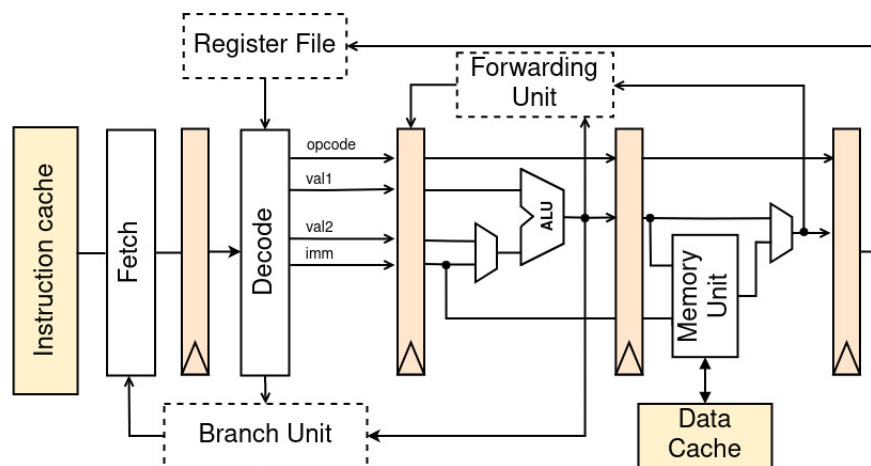 Register File
Forwarding
Unit
Instruction cache
Fetch
Decode
opcode
val1
val2
imm
ALU
Memory
Unit
Branch Unit
Data
Cache